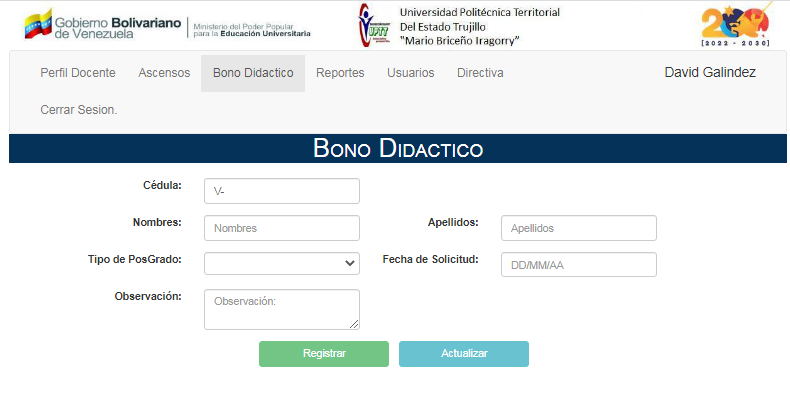 Gobierno Bolivariano
de Venezuela
Ministerio del Poder Popular
para la Educación Universitaria
UPTT
Universidad Politécnica Territorial
Del Estado Trujillo
"Mario Briceño Iragorry"
200
[2022 - 2030]
Perfil Docente Ascensos Bono Didactico Reportes Usuarios Directiva David Galindez
Cerrar Sesion.
Bono Didactico
Cédula: V-
Nombres: Nombres Apellidos: Apellidos
Tipo de PosGrado: Fecha de Solicitud: DD/MM/AA
Observación: Observación:
Registrar Actualizar